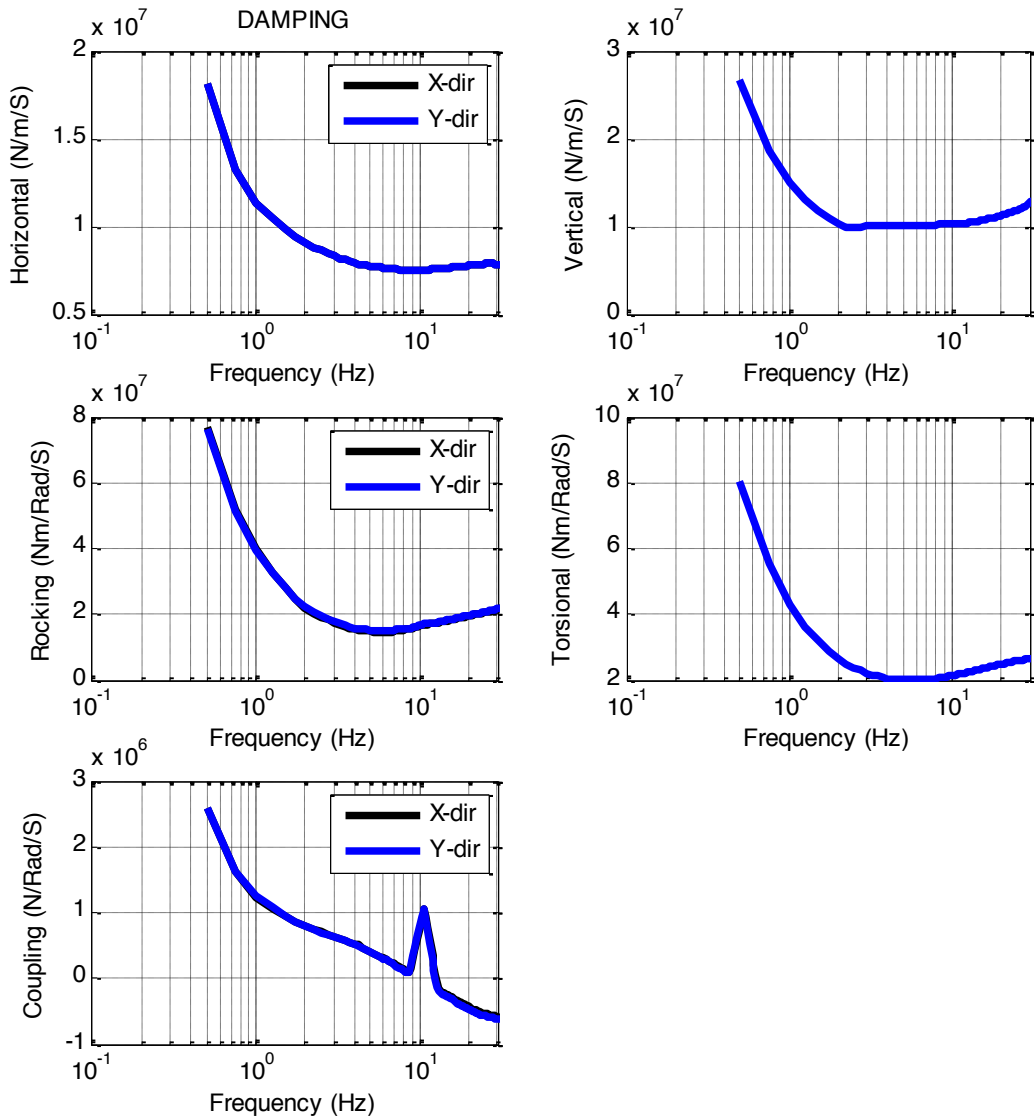 DAMPING
x 10^7
2
1.5
1
0.5
Horizontal (N/m/S)
X-dir
Y-dir
10^-1 10^0 10^1
Frequency (Hz)
x 10^7
3
2
1
0
Vertical (N/m/S)
10^-1 10^0 10^1
Frequency (Hz)
x 10^7
8
6
4
2
0
Rocking (Nm/Rad/S)
X-dir
Y-dir
10^-1 10^0 10^1
Frequency (Hz)
x 10^7
10
8
6
4
2
Torsional (Nm/Rad/S)
10^-1 10^0 10^1
Frequency (Hz)
x 10^6
3
2
1
0
-1
Coupling (N/Rad/S)
X-dir
Y-dir
10^-1 10^0 10^1
Frequency (Hz)